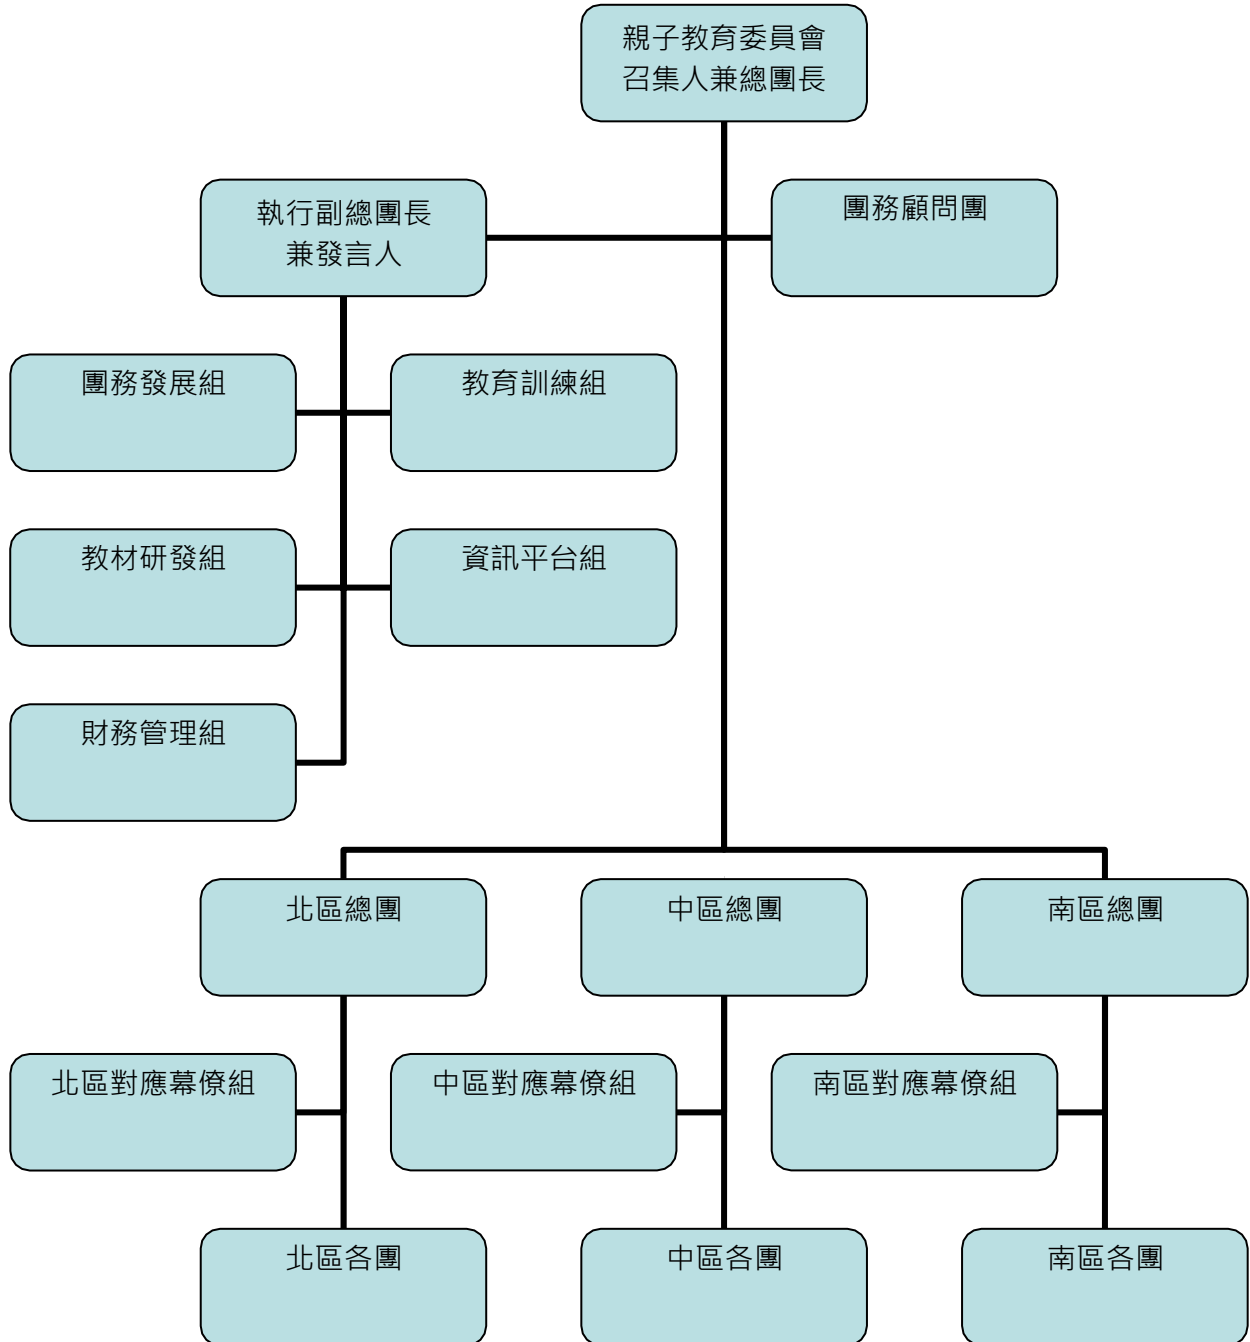 親子教育委員會
召集人兼總團長
執行副總團長
兼發言人
團務顧問團
團務發展組
教育訓練組
教材研發組
資訊平台組
財務管理組
北區總團
中區總團
南區總團
北區對應幕僚組
中區對應幕僚組
南區對應幕僚組
北區各團
中區各團
南區各團